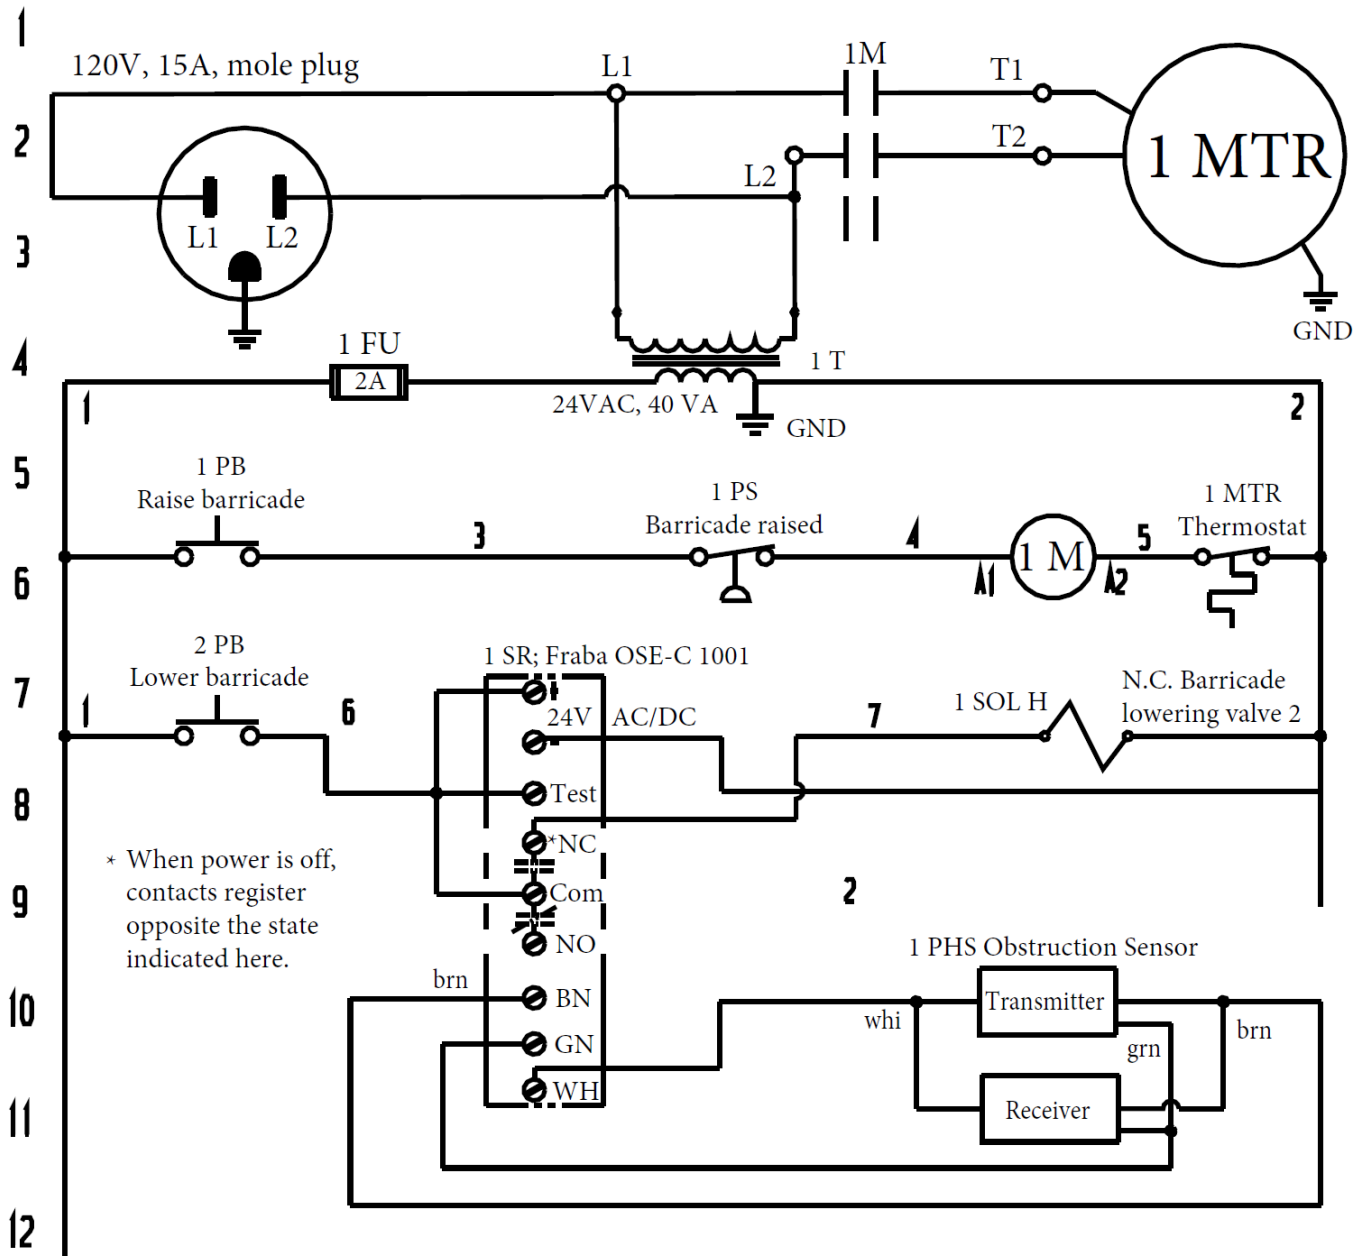 1
120V, 15A, mole plug
L1
1M
T1
2
L2
T2
1 MTR
L1
L2
3
GND
4
1 FU
2A
1 T
24VAC, 40 VA
GND
1
2
5
1 PB
Raise barricade
1 PS
Barricade raised
1 MTR
Thermostat
3
4
1 M
5
6
A1
A2
2 PB
Lower barricade
1 SR; Fraba OSE-C 1001
7
1
6
24V
AC/DC
7
1 SOL H
N.C. Barricade
lowering valve 2
8
Test
*NC
* When power is off,
contacts register
opposite the state
indicated here.
9
Com
2
NO
1 PHS Obstruction Sensor
brn
10
BN
whi
Transmitter
brn
GN
grn
WH
11
Receiver
12